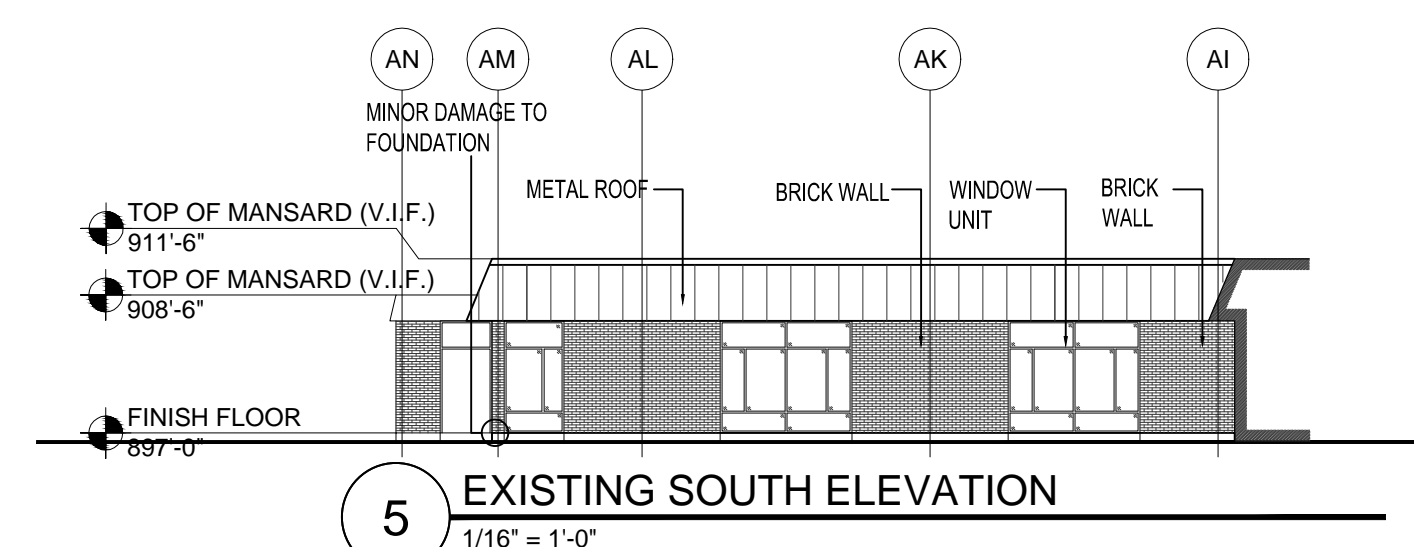 AN
AM
AL
AK
AI
MINOR DAMAGE TO
FOUNDATION
METAL ROOF
BRICK WALL
WINDOW
UNIT
BRICK
WALL
TOP OF MANSARD (V.I.F.)
911'-6"
TOP OF MANSARD (V.I.F.)
908'-6"
FINISH FLOOR
897'-0"
5
EXISTING SOUTH ELEVATION
1/16" = 1'-0"